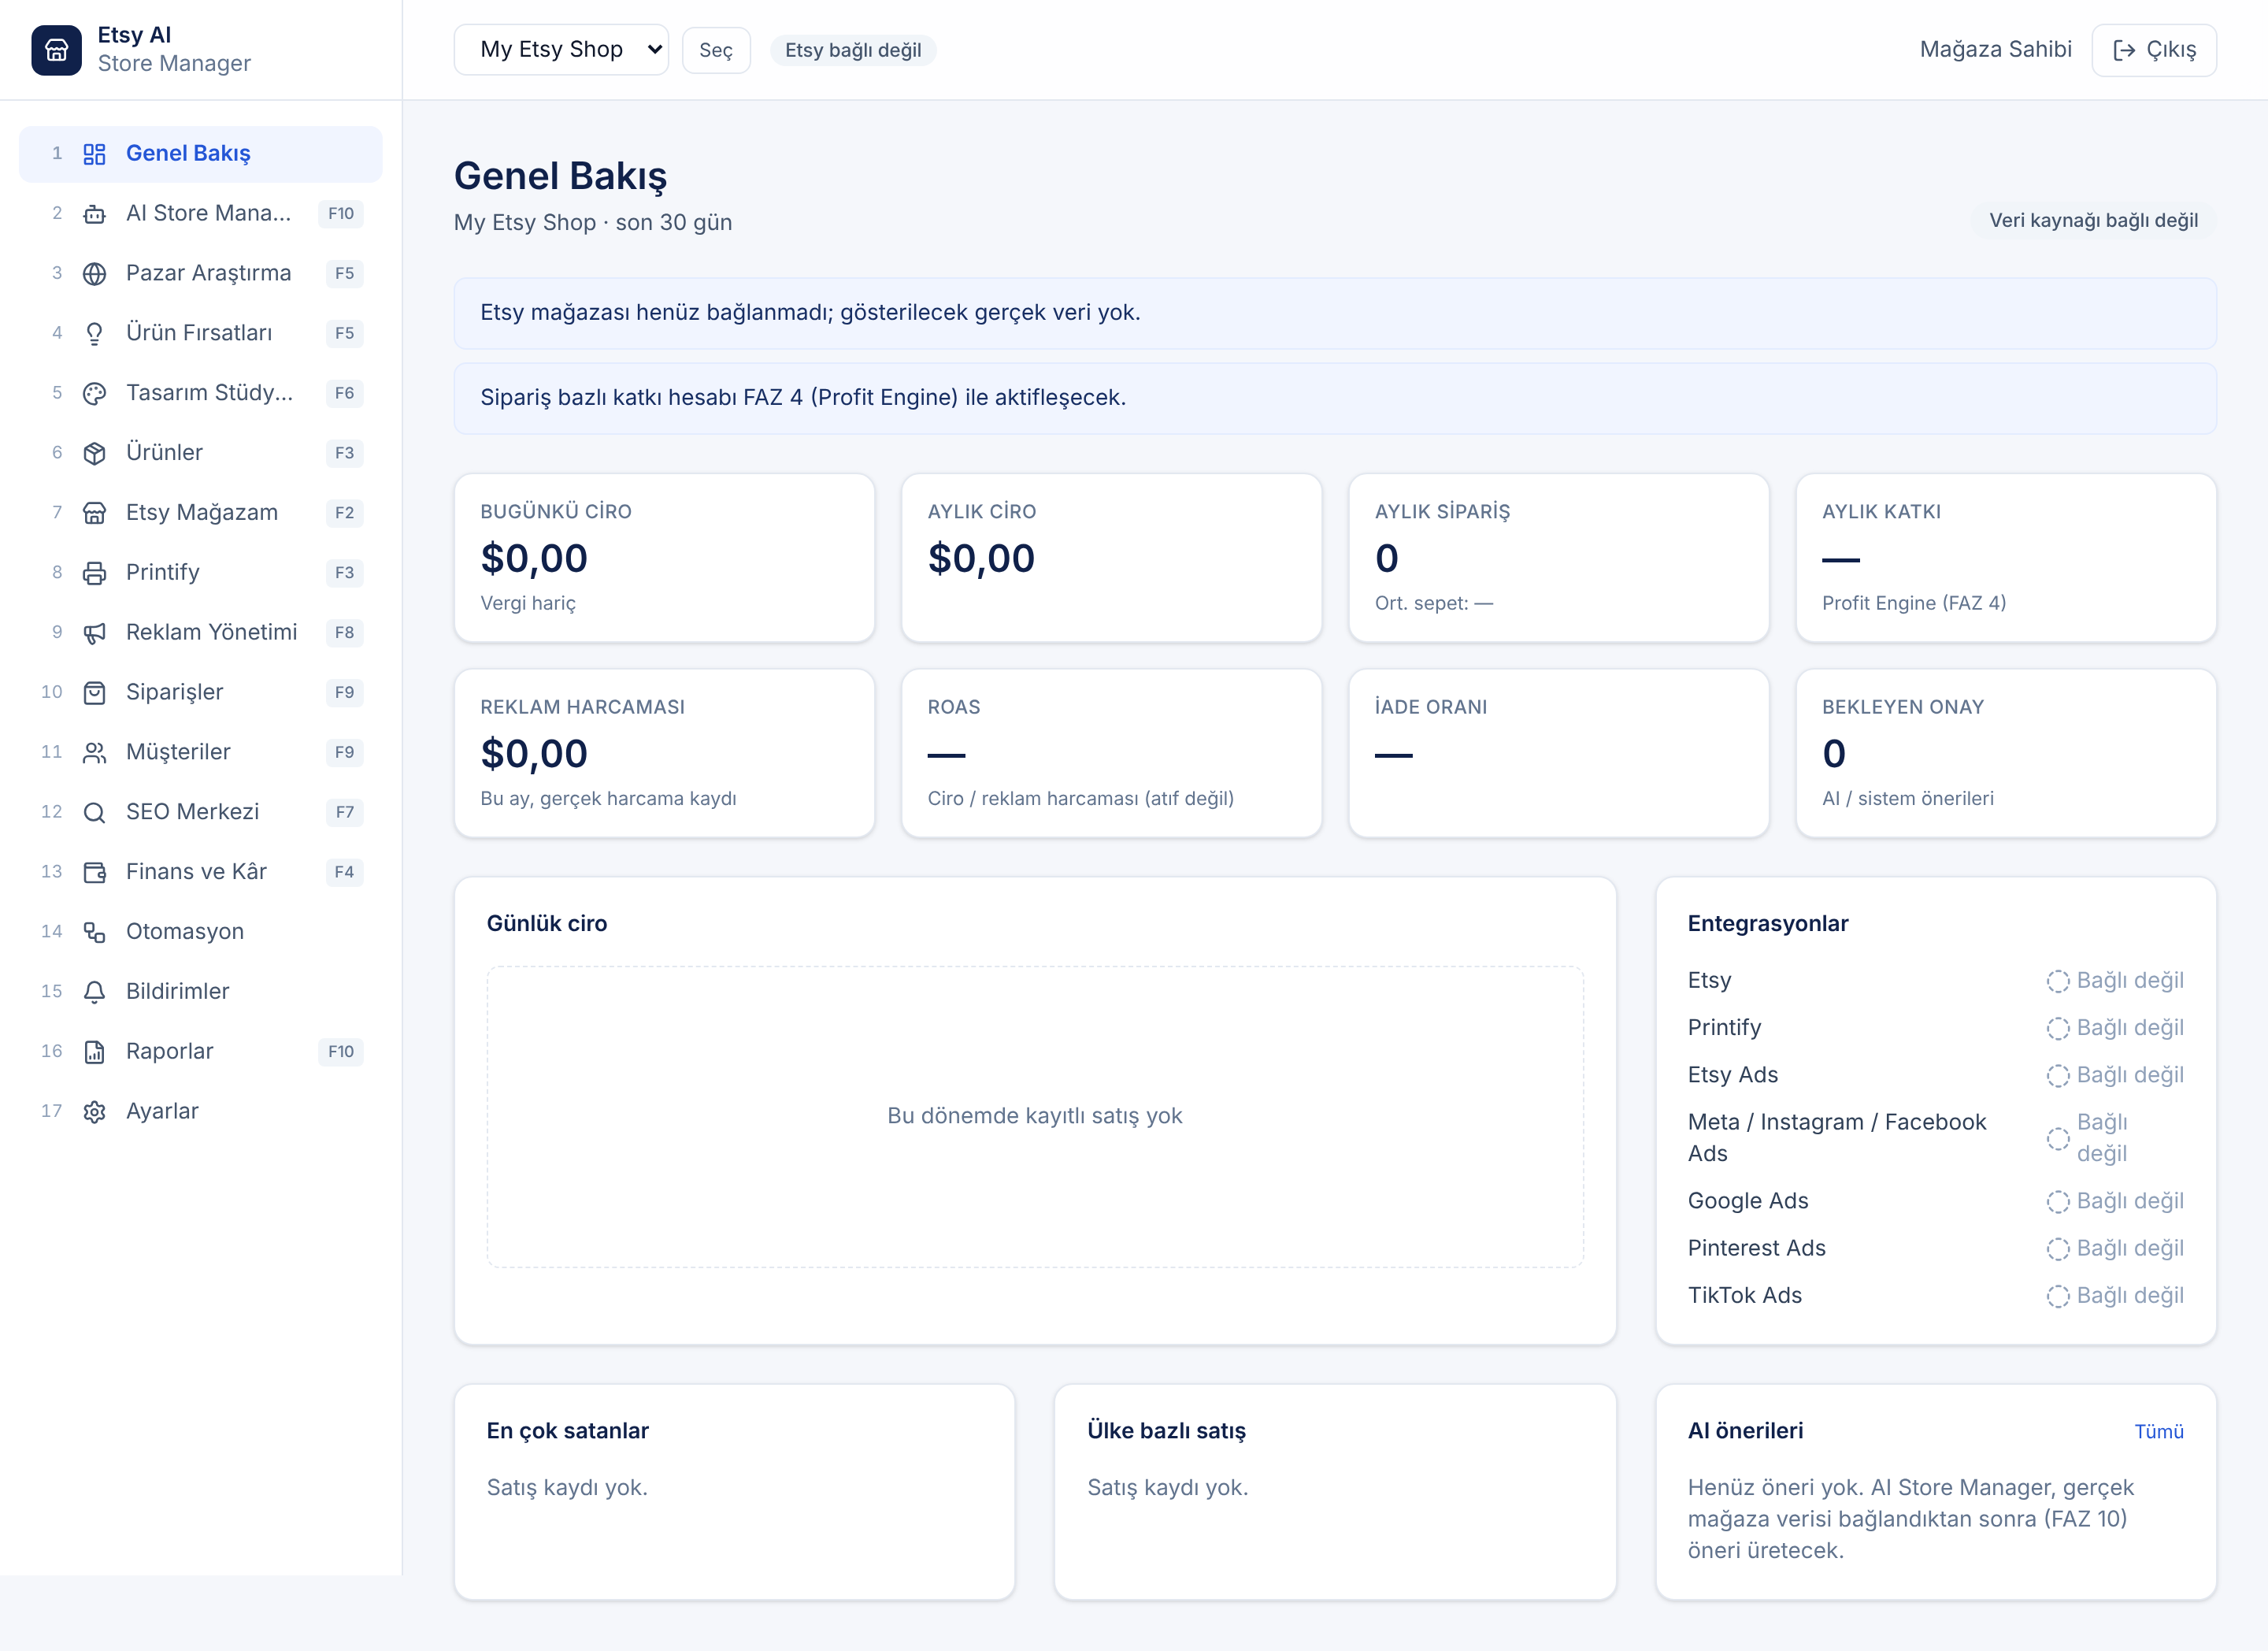 Etsy AI
Store Manager
My Etsy Shop
Seç
Etsy bağlı değil
Mağaza Sahibi
Çıkış
1 Genel Bakış
2 AI Store Mana... F10
3 Pazar Araştırma F5
4 Ürün Fırsatları F5
5 Tasarım Stüdy... F6
6 Ürünler F3
7 Etsy Mağazam F2
8 Printify F3
9 Reklam Yönetimi F8
10 Siparişler F9
11 Müşteriler F9
12 SEO Merkezi F7
13 Finans ve Kâr F4
14 Otomasyon
15 Bildirimler
16 Raporlar F10
17 Ayarlar
Genel Bakış
My Etsy Shop · son 30 gün
Veri kaynağı bağlı değil
Etsy mağazası henüz bağlanmadı; gösterilecek gerçek veri yok.
Sipariş bazlı katkı hesabı FAZ 4 (Profit Engine) ile aktifleşecek.
BUGÜNKÜ CİRO
$0,00
Vergi hariç
AYLIK CİRO
$0,00
AYLIK SİPARİŞ
0
Ort. sepet: —
AYLIK KATKI
—
Profit Engine (FAZ 4)
REKLAM HARCAMASI
$0,00
Bu ay, gerçek harcama kaydı
ROAS
—
Ciro / reklam harcaması (atıf değil)
İADE ORANI
—
BEKLEYEN ONAY
0
AI / sistem önerileri
Günlük ciro
Bu dönemde kayıtlı satış yok
Entegrasyonlar
Etsy Bağlı değil
Printify Bağlı değil
Etsy Ads Bağlı değil
Meta / Instagram / Facebook
Ads
Bağlı
değil
Google Ads Bağlı değil
Pinterest Ads Bağlı değil
TikTok Ads Bağlı değil
En çok satanlar
Satış kaydı yok.
Ülke bazlı satış
Satış kaydı yok.
AI önerileri
Tümü
Henüz öneri yok. AI Store Manager, gerçek
mağaza verisi bağlandıktan sonra (FAZ 10)
öneri üretecek.